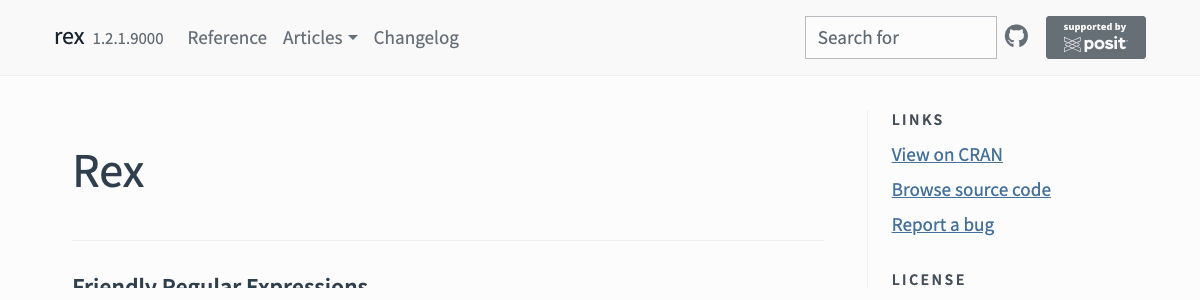 rex 1.2.1.9000 Reference Articles Changelog Search for supported by posit
Rex
Friendly Regular Expressions
LINKS
View on CRAN
Browse source code
Report a bug
LICENSE